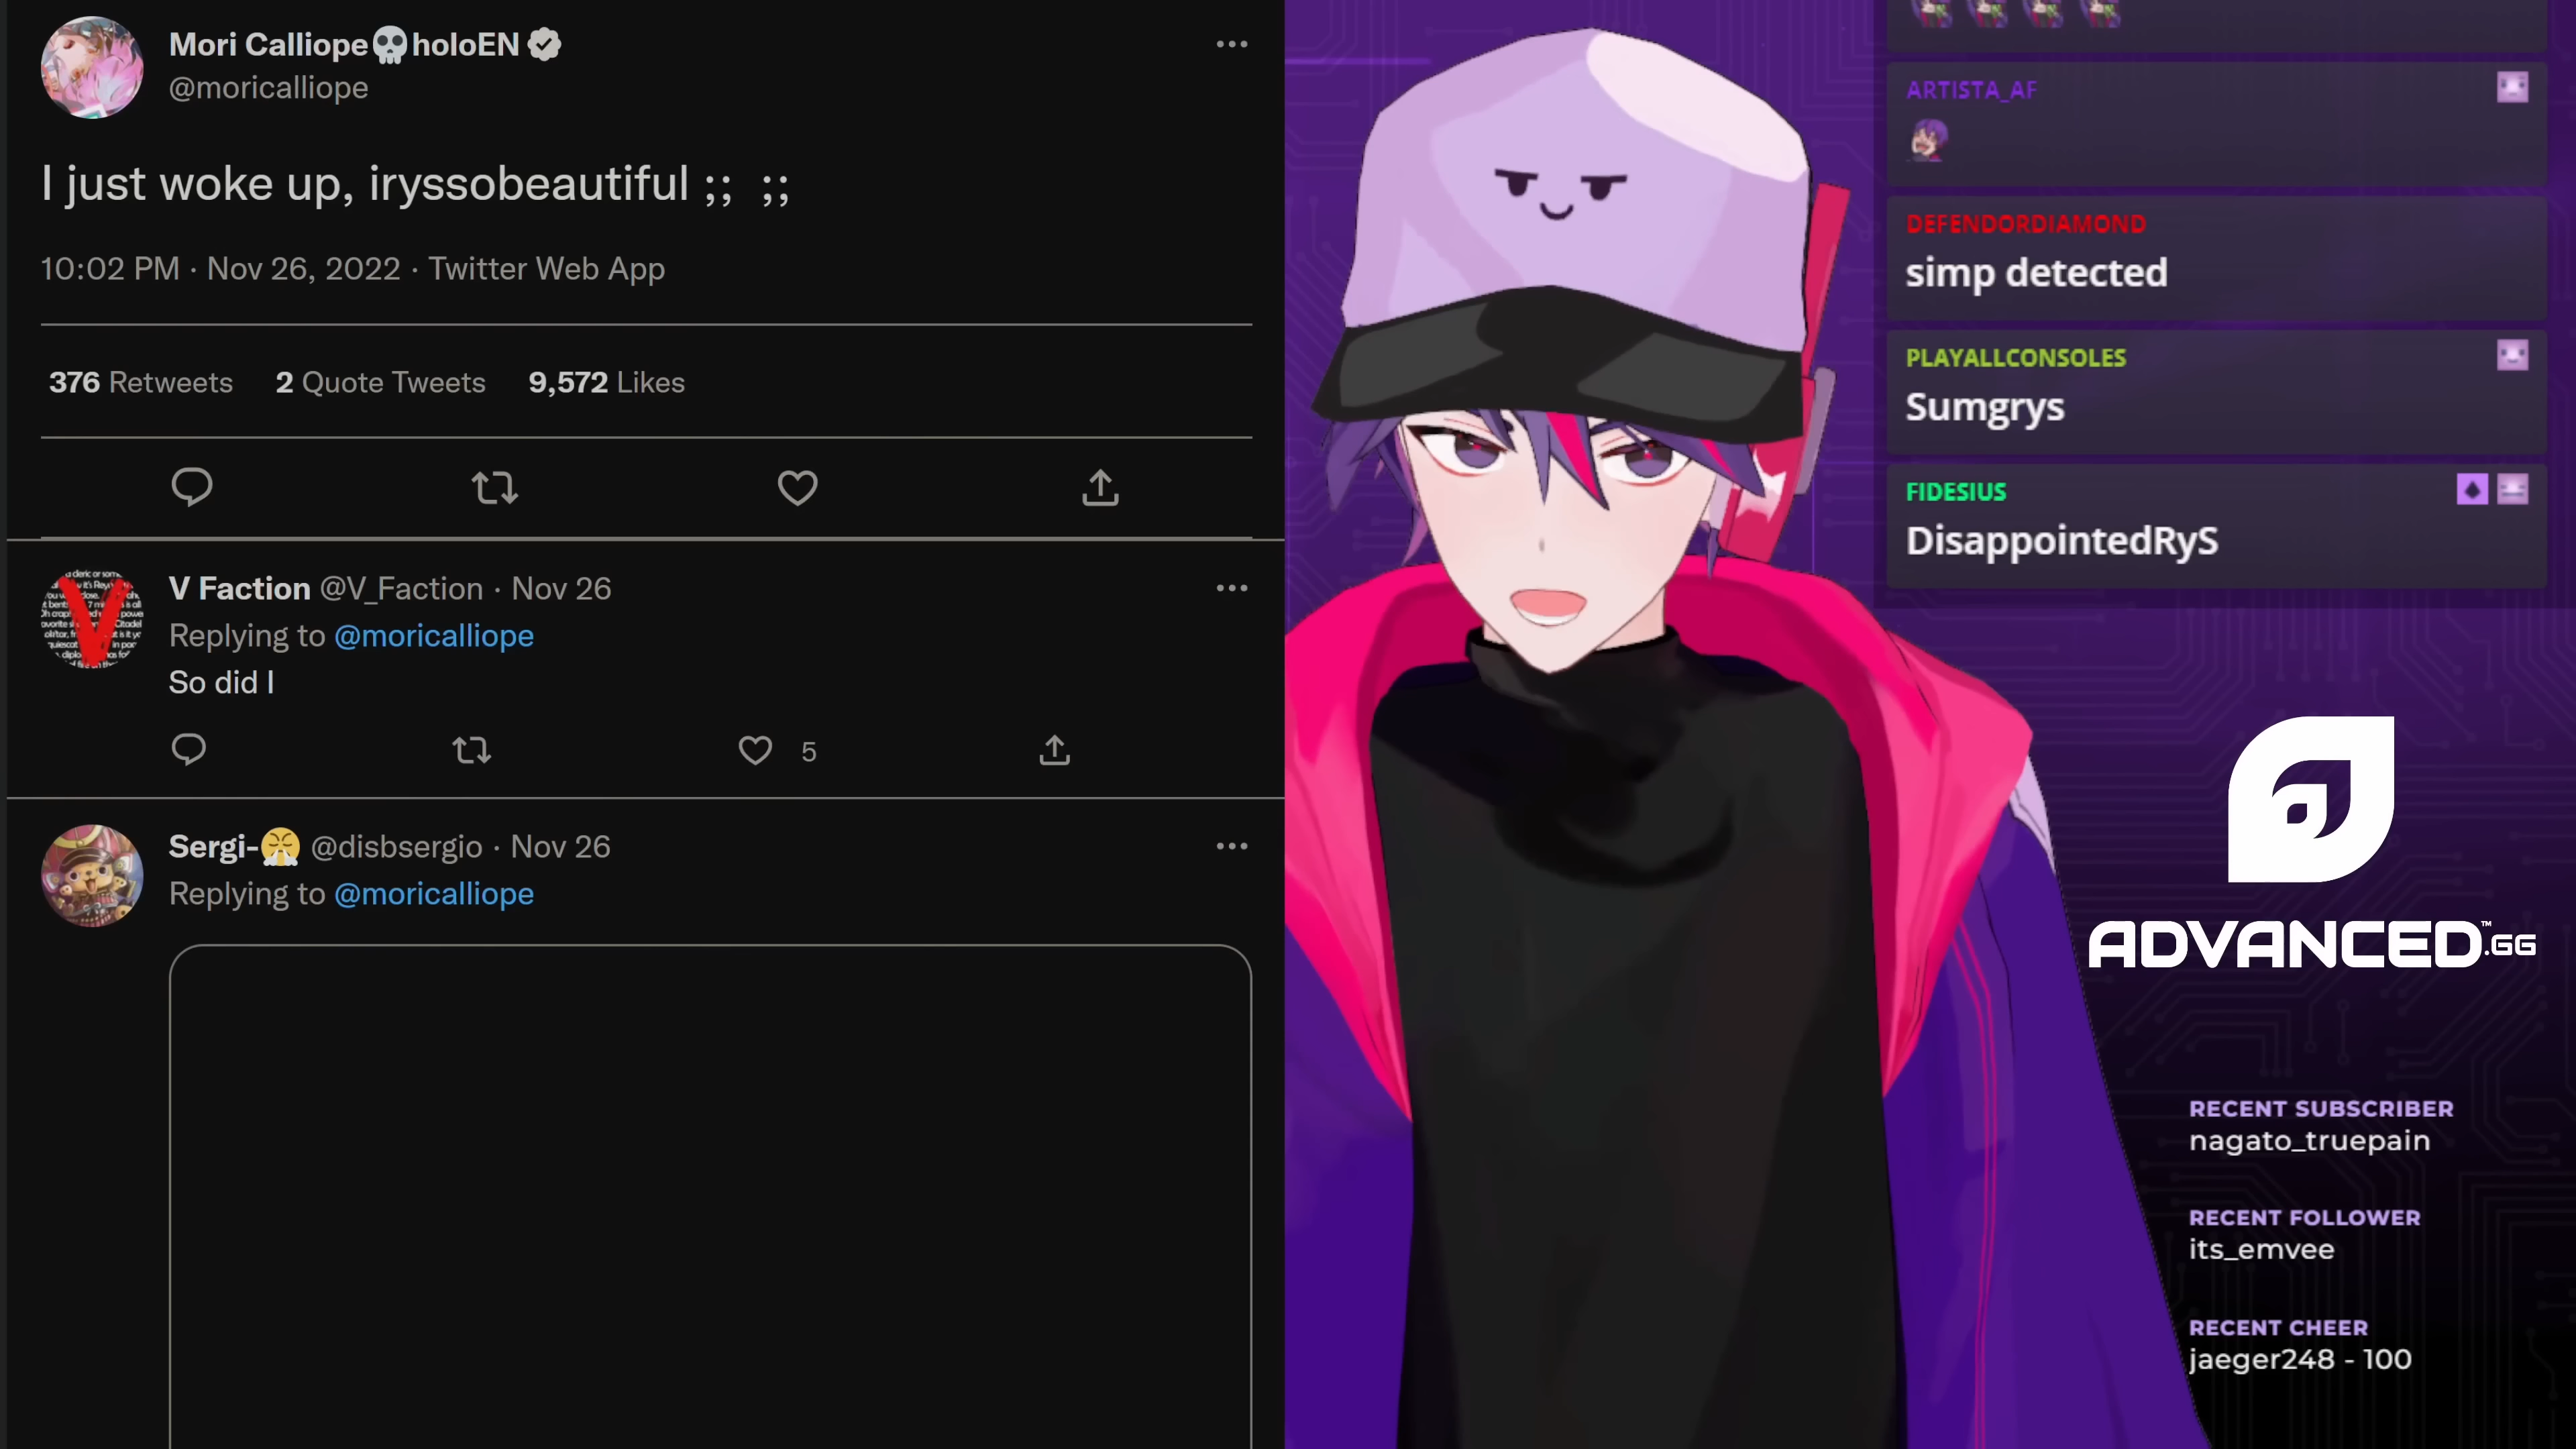 Mori Calliope💀holoEN
@moricalliope
I just woke up, iryssobeautiful ;; ;;
10:02 PM · Nov 26, 2022 · Twitter Web App
376 Retweets 2 Quote Tweets 9,572 Likes
V Faction @V_Faction · Nov 26
Replying to @moricalliope
So did I
5
Sergi-😤 @disbsergio · Nov 26
Replying to @moricalliope
ARTISTA_AF
DEFENDORDIAMOND
simp detected
PLAYALLCONSOLES
Sumgrys
FIDESIUS
DisappointedRyS
ADVANCED.GG™
RECENT SUBSCRIBER
nagato_truepain
RECENT FOLLOWER
its_emvee
RECENT CHEER
jaeger248 - 100